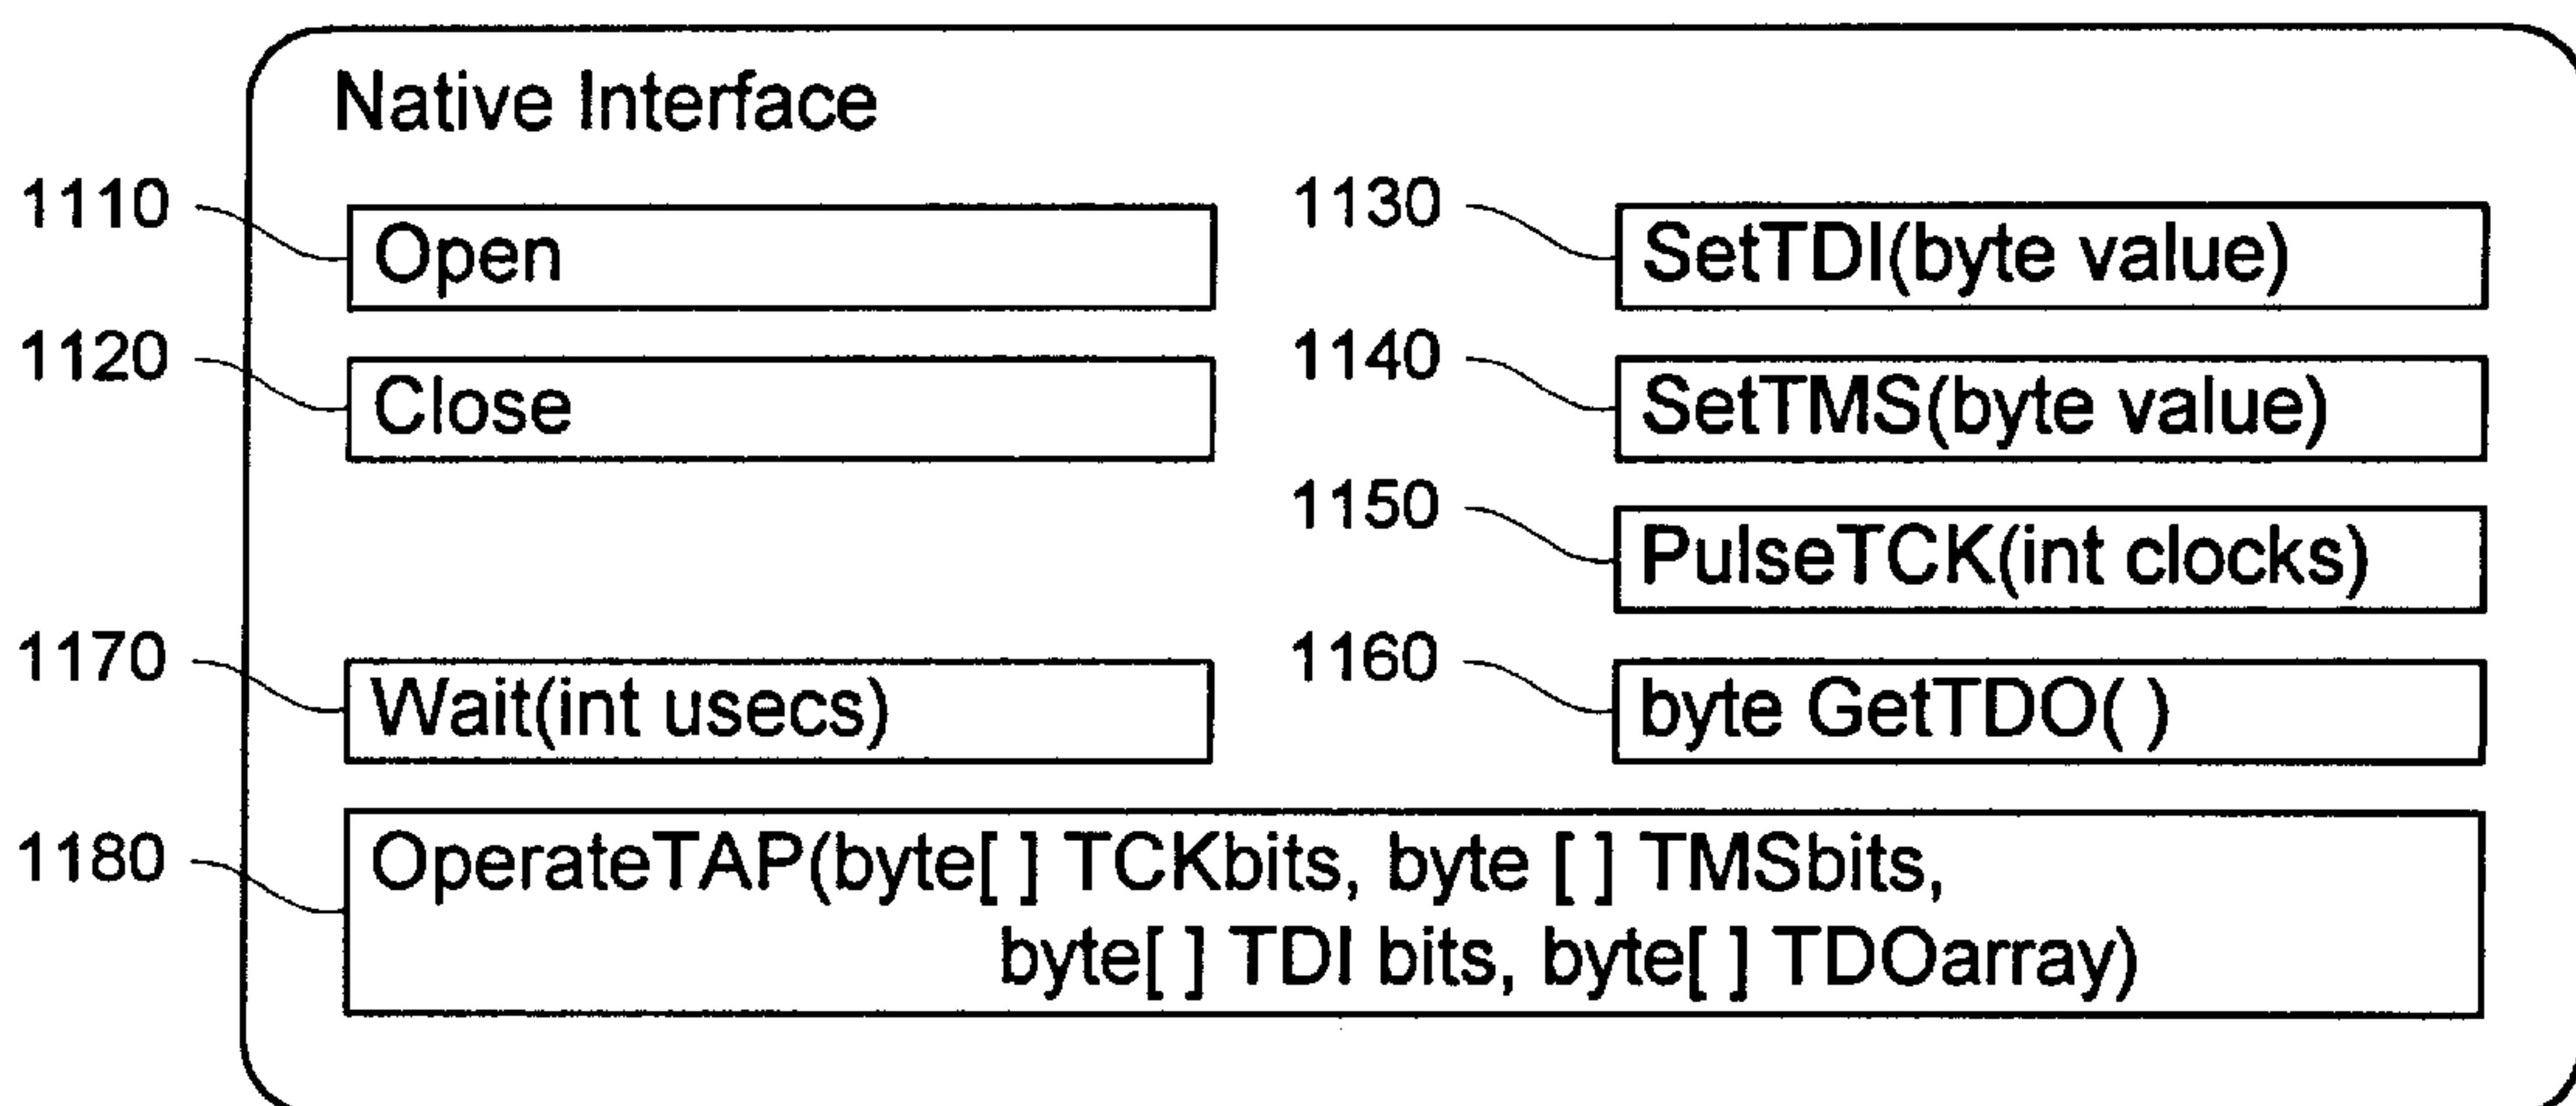 Native Interface
1110
Open
1130
SetTDI(byte value)
1120
Close
1140
SetTMS(byte value)
1150
PulseTCK(int clocks)
1170
Wait(int usecs)
1160
byte GetTDO( )
1180
OperateTAP(byte[ ] TCKbits, byte [ ] TMSbits,
byte[ ] TDI bits, byte[ ] TDOarray)